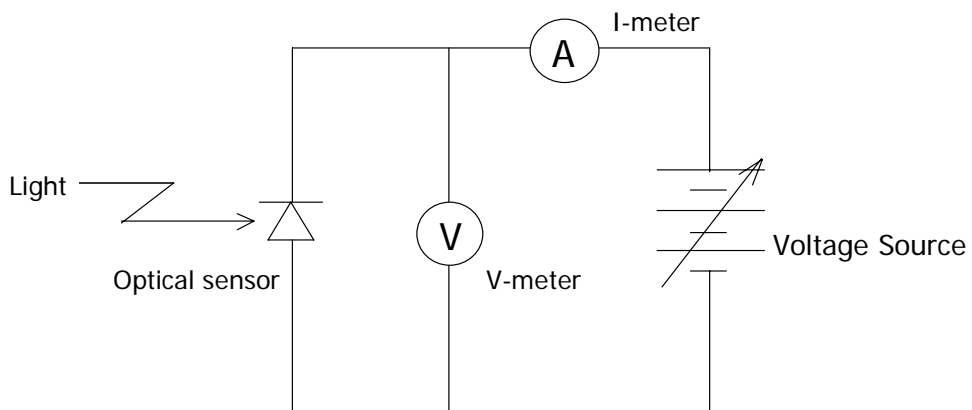 I-meter
A
Light
V
Voltage Source
Optical sensor
V-meter